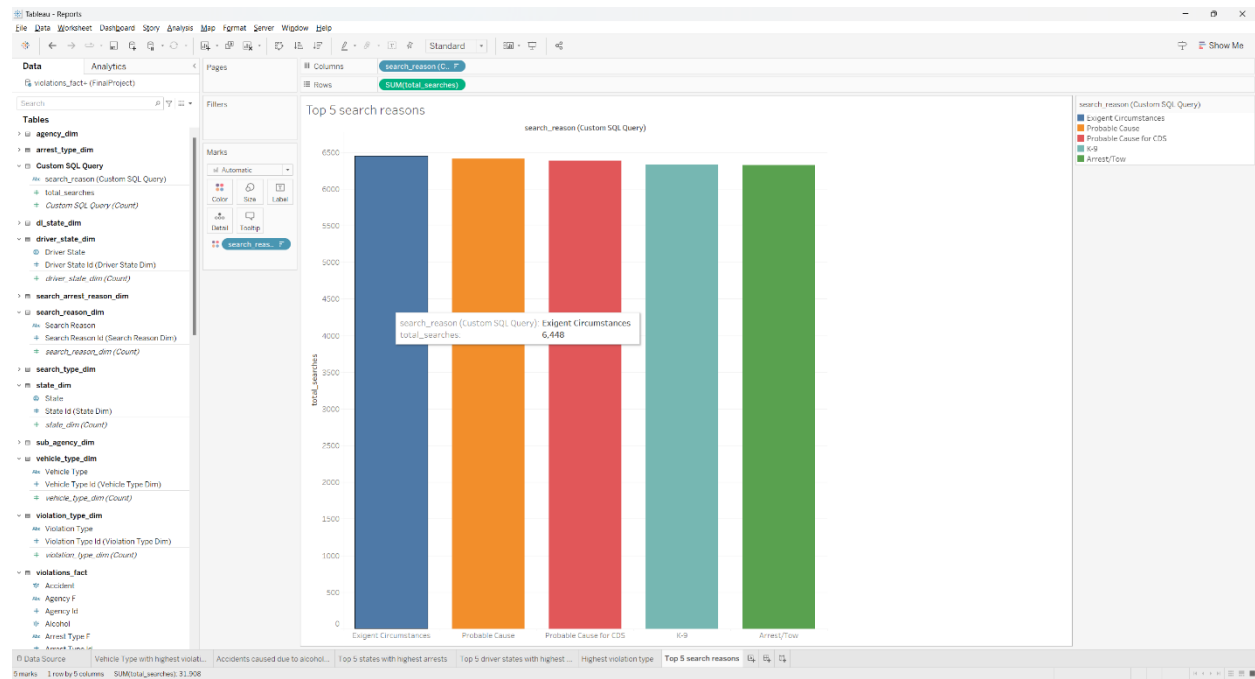 Tableau - Reports
File Data Worksheet Dashboard Story Analysis Map Format Server Window Help
Standard
Show Me
Data Analytics
violations_fact+ (FinalProject)
Search
Tables
agency_dim
arrest_type_dim
Custom SQL Query
Abc search_reason (Custom SQL Query)
total_searches
Custom SQL Query (Count)
dl_state_dim
driver_state_dim
Driver State
Driver State Id (Driver State Dim)
driver_state_dim (Count)
search_arrest_reason_dim
search_reason_dim
Abc Search Reason
Search Reason Id (Search Reason Dim)
search_reason_dim (Count)
search_type_dim
state_dim
State
State Id (State Dim)
state_dim (Count)
sub_agency_dim
vehicle_type_dim
Abc Vehicle Type
Vehicle Type Id (Vehicle Type Dim)
vehicle_type_dim (Count)
violation_type_dim
Abc Violation Type
Violation Type Id (Violation Type Dim)
violation_type_dim (Count)
violations_fact
Accident
Abc Agency F
Agency Id
Alcohol
Abc Arrest Type F
Pages
Filters
Marks
Automatic
Color Size Label
Detail Tooltip
search_reas..
Columns
search_reason (C..
Rows
SUM(total_searches)
Top 5 search reasons
search_reason (Custom SQL Query)
6500
6000
5500
5000
4500
4000
3500
3000
2500
2000
1500
1000
500
0
total_searches
search_reason (Custom SQL Query): Exigent Circumstances
total_searches: 6,448
Exigent Circumstances Probable Cause Probable Cause for CDS K-9 Arrest/Tow
search_reason (Custom SQL Query)
Exigent Circumstances
Probable Cause
Probable Cause for CDS
K-9
Arrest/Tow
Data Source Vehicle Type with highest violati... Accidents caused due to alcohol... Top 5 states with highest arrests Top 5 driver states with highest ... Highest violation type Top 5 search reasons
5 marks 1 row by 5 columns SUM(total_searches): 31,908